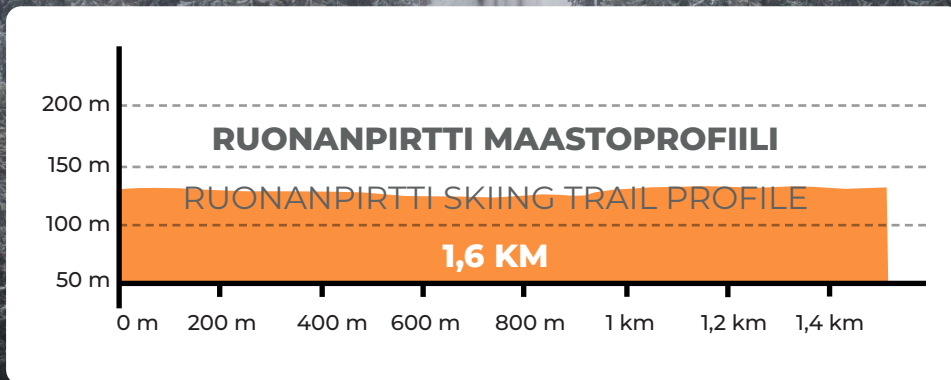 200 m
RUONANPIRTTI MAASTOPROFIILI
150 m
RUONANPIRTTI SKIING TRAIL PROFILE
100 m
1,6 KM
50 m
0 m 200 m 400 m 600 m 800 m 1 km 1,2 km 1,4 km